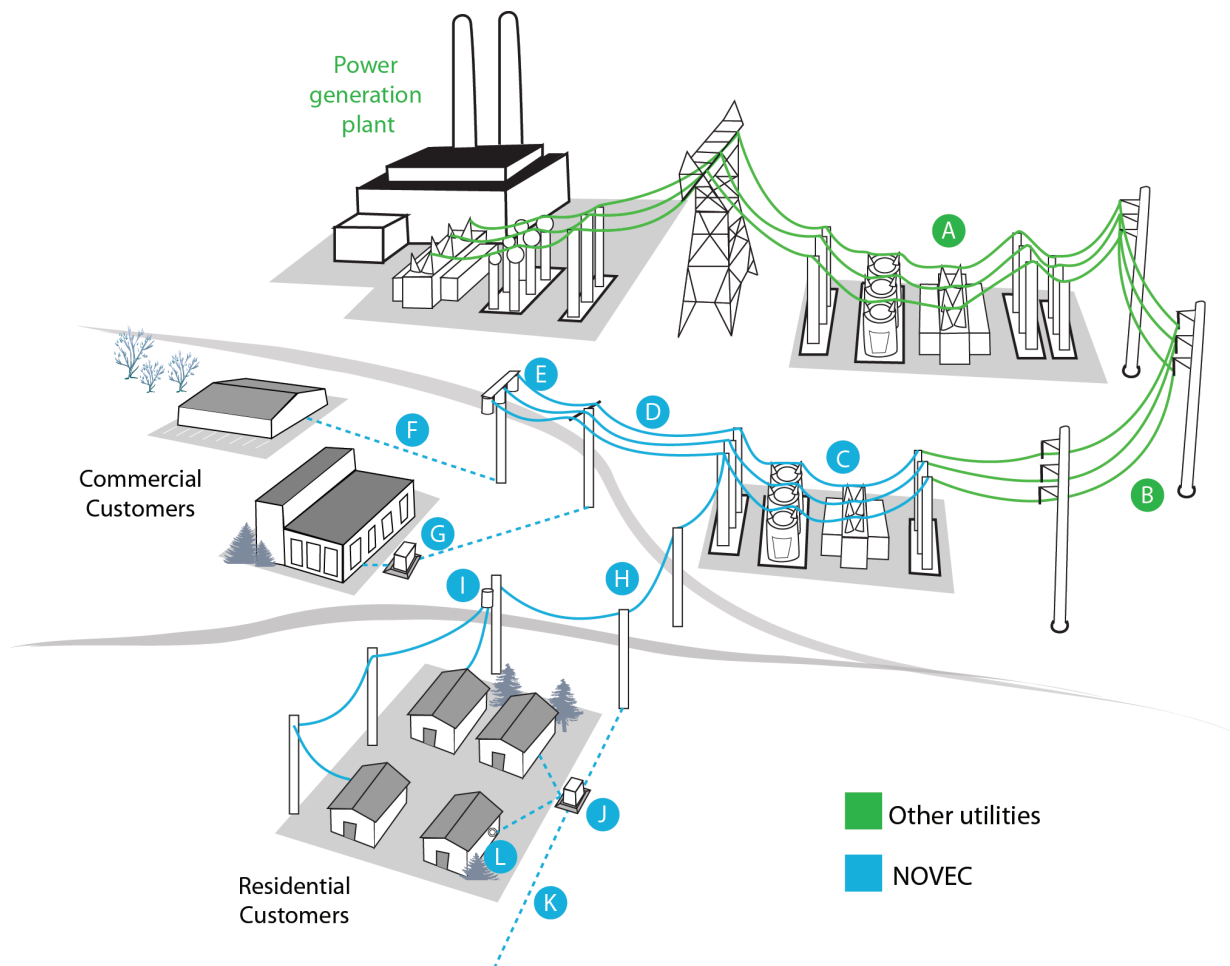 Power
generation
plant
A
E
D
F
C
Commercial
Customers
B
G
H
I
J
L
K
Other utilities
NOVEC
Residential
Customers